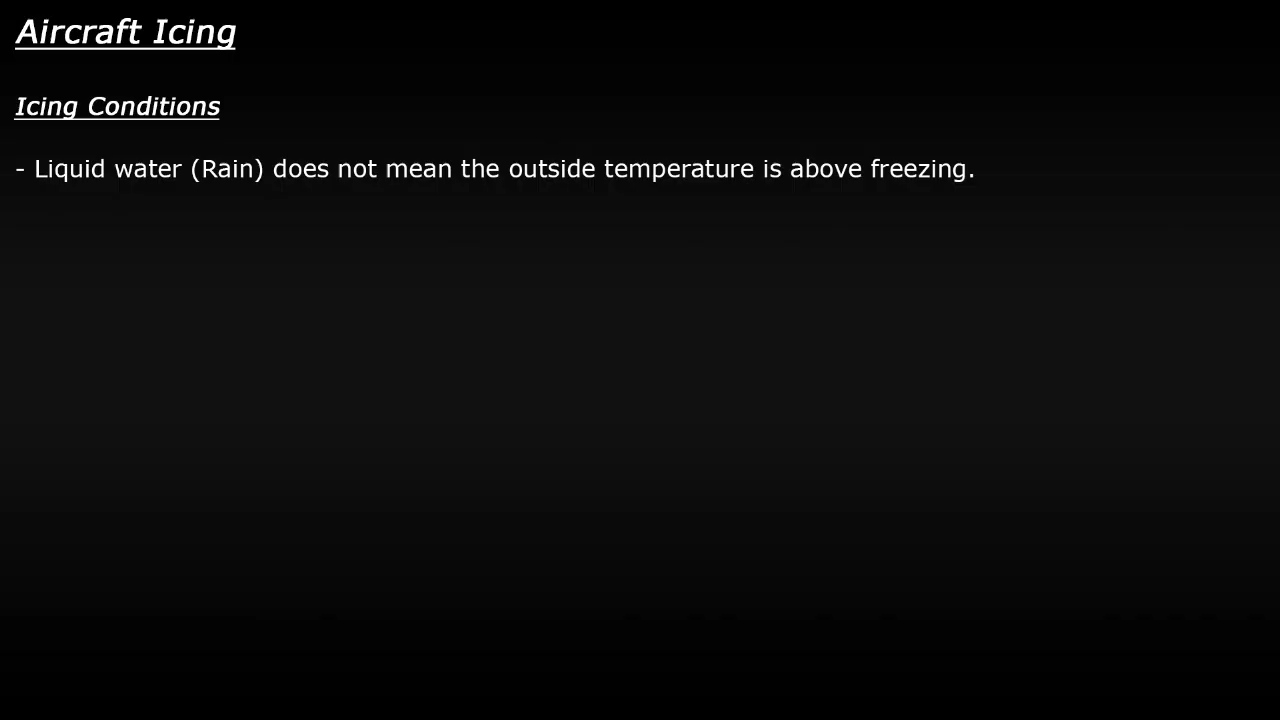 Aircraft Icing
Icing Conditions
- Liquid water (Rain) does not mean the outside temperature is above freezing.